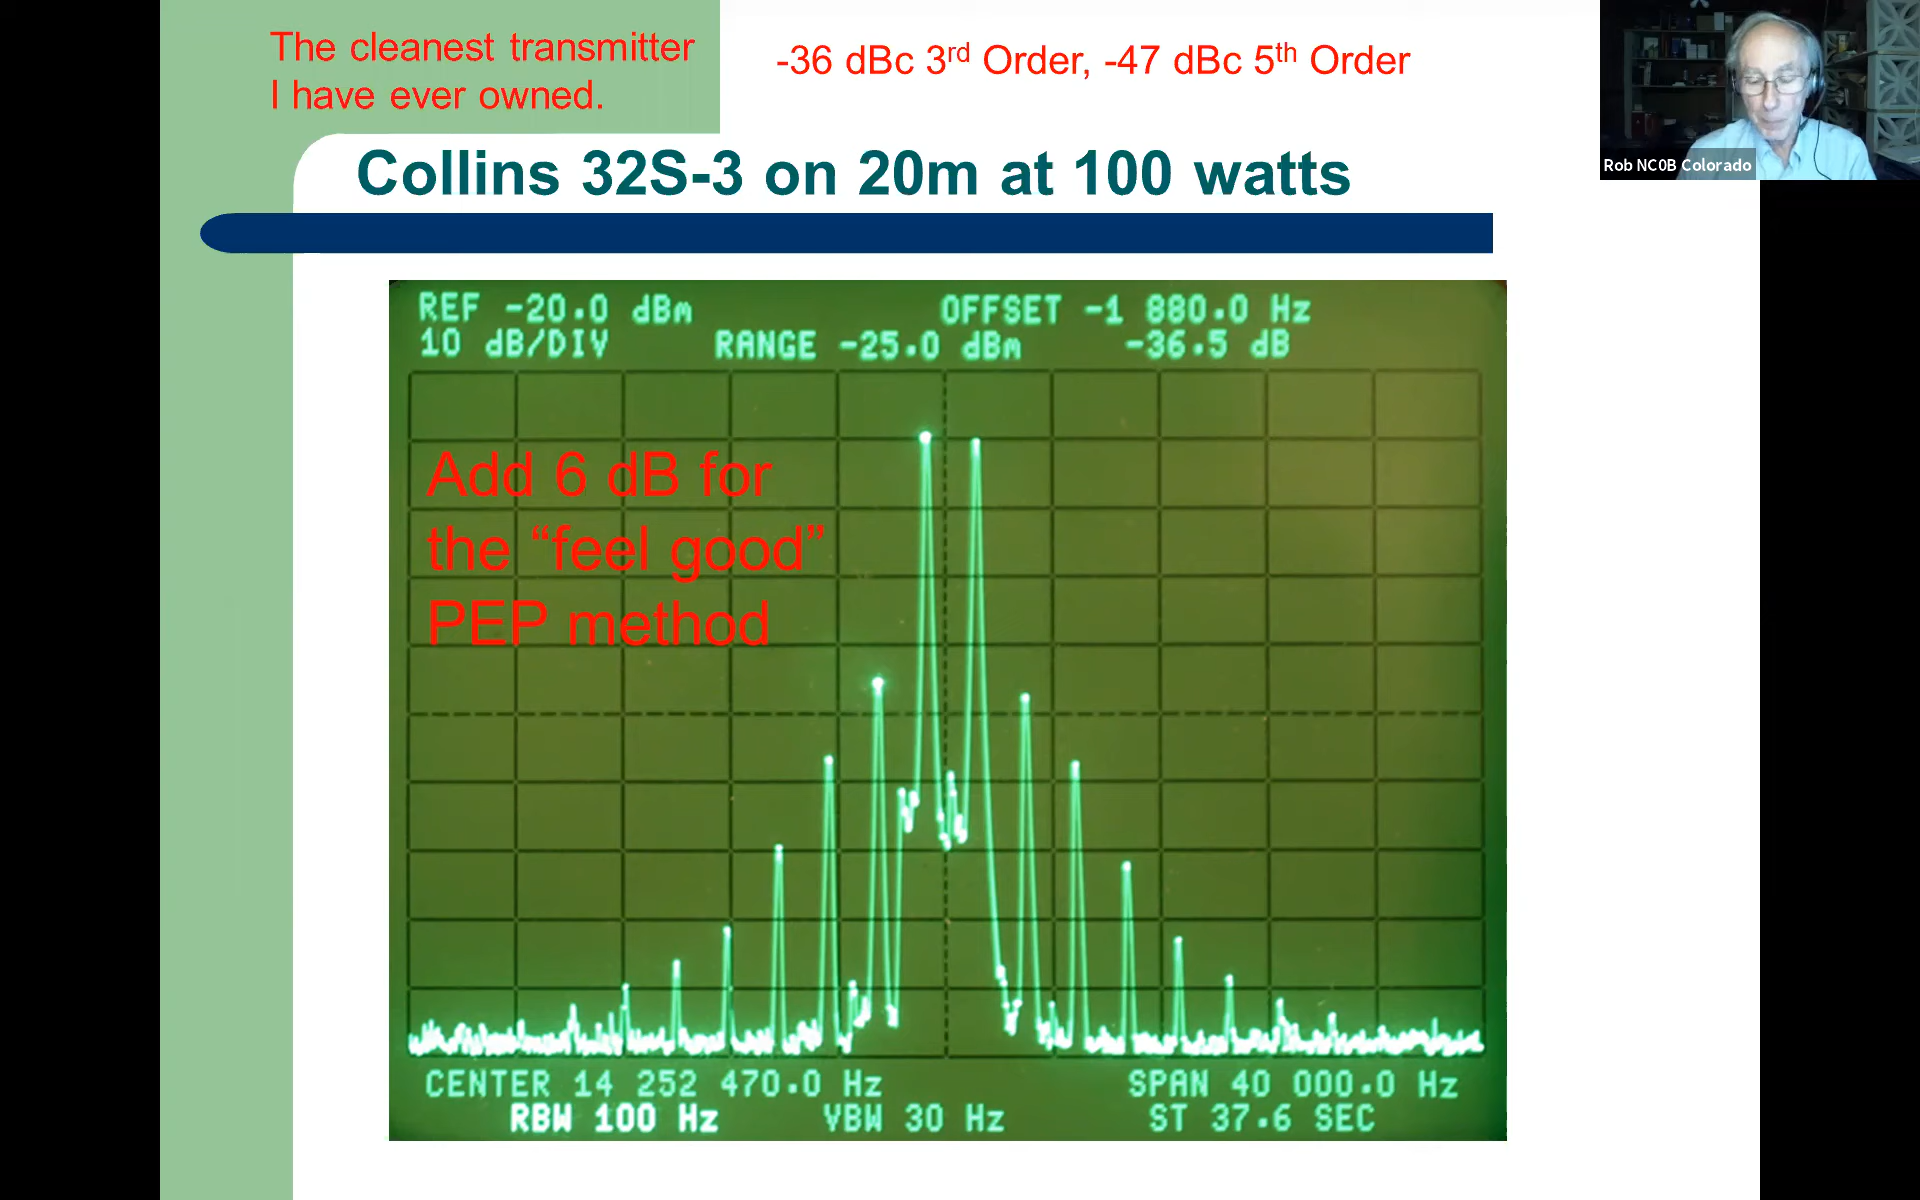 The cleanest transmitter
I have ever owned.
-36 dBc 3rd Order, -47 dBc 5th Order
Rob NC0B Colorado
Collins 32S-3 on 20m at 100 watts
REF -20.0 dBm
OFFSET -1 880.0 Hz
10 dB/DIV
RANGE -25.0 dBm
-36.5 dB
Add 6 dB for
the “feel good”
PEP method
CENTER 14 252 470.0 Hz
SPAN 40 000.0 Hz
RBW 100 Hz
VBW 30 Hz
ST 37.6 SEC